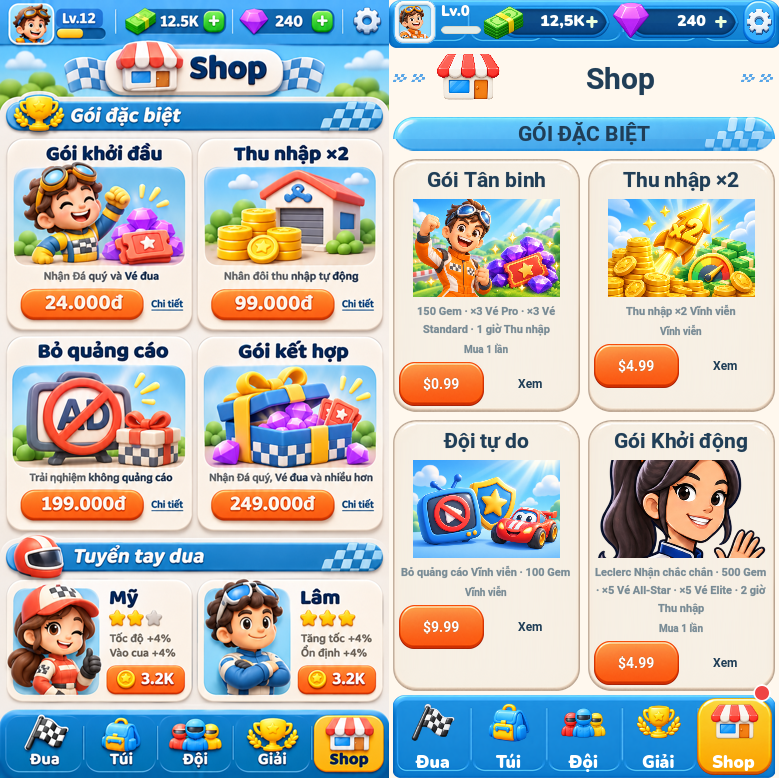 Lv.12
12.5K +
240 +
Shop
Gói đặc biệt
Gói khởi đầu
Nhận Đá quý và Vé đua
24.000đ
Chi tiết
Thu nhập ×2
Nhân đôi thu nhập tự động
99.000đ
Chi tiết
Bỏ quảng cáo
AD
Trải nghiệm không quảng cáo
199.000đ
Chi tiết
Gói kết hợp
Nhận Đá quý, Vé đua và nhiều hơn
249.000đ
Chi tiết
Tuyển tay dua
Mỹ
Tốc độ +4%
Vào cua +4%
3.2K
Lâm
Tăng tốc +4%
Ổn định +4%
3.2K
Đua
Túi
Đội
Giải
Shop
Lv.0
12,5K+
240 +
Shop
GÓI ĐẶC BIỆT
Gói Tân binh
150 Gem · ×3 Vé Pro · ×3 Vé
Standard · 1 giờ Thu nhập
Mua 1 lần
$0.99
Xem
Thu nhập ×2
×2
Thu nhập ×2 Vĩnh viễn
Vĩnh viễn
$4.99
Xem
Đội tự do
Bỏ quảng cáo Vĩnh viễn · 100 Gem
Vĩnh viễn
$9.99
Xem
Gói Khởi động
Leclerc Nhận chắc chắn · 500 Gem
· ×5 Vé All-Star · ×5 Vé Elite · 2 giờ
Thu nhập
Mua 1 lần
$4.99
Xem
Đua
Túi
Đội
Giải
Shop